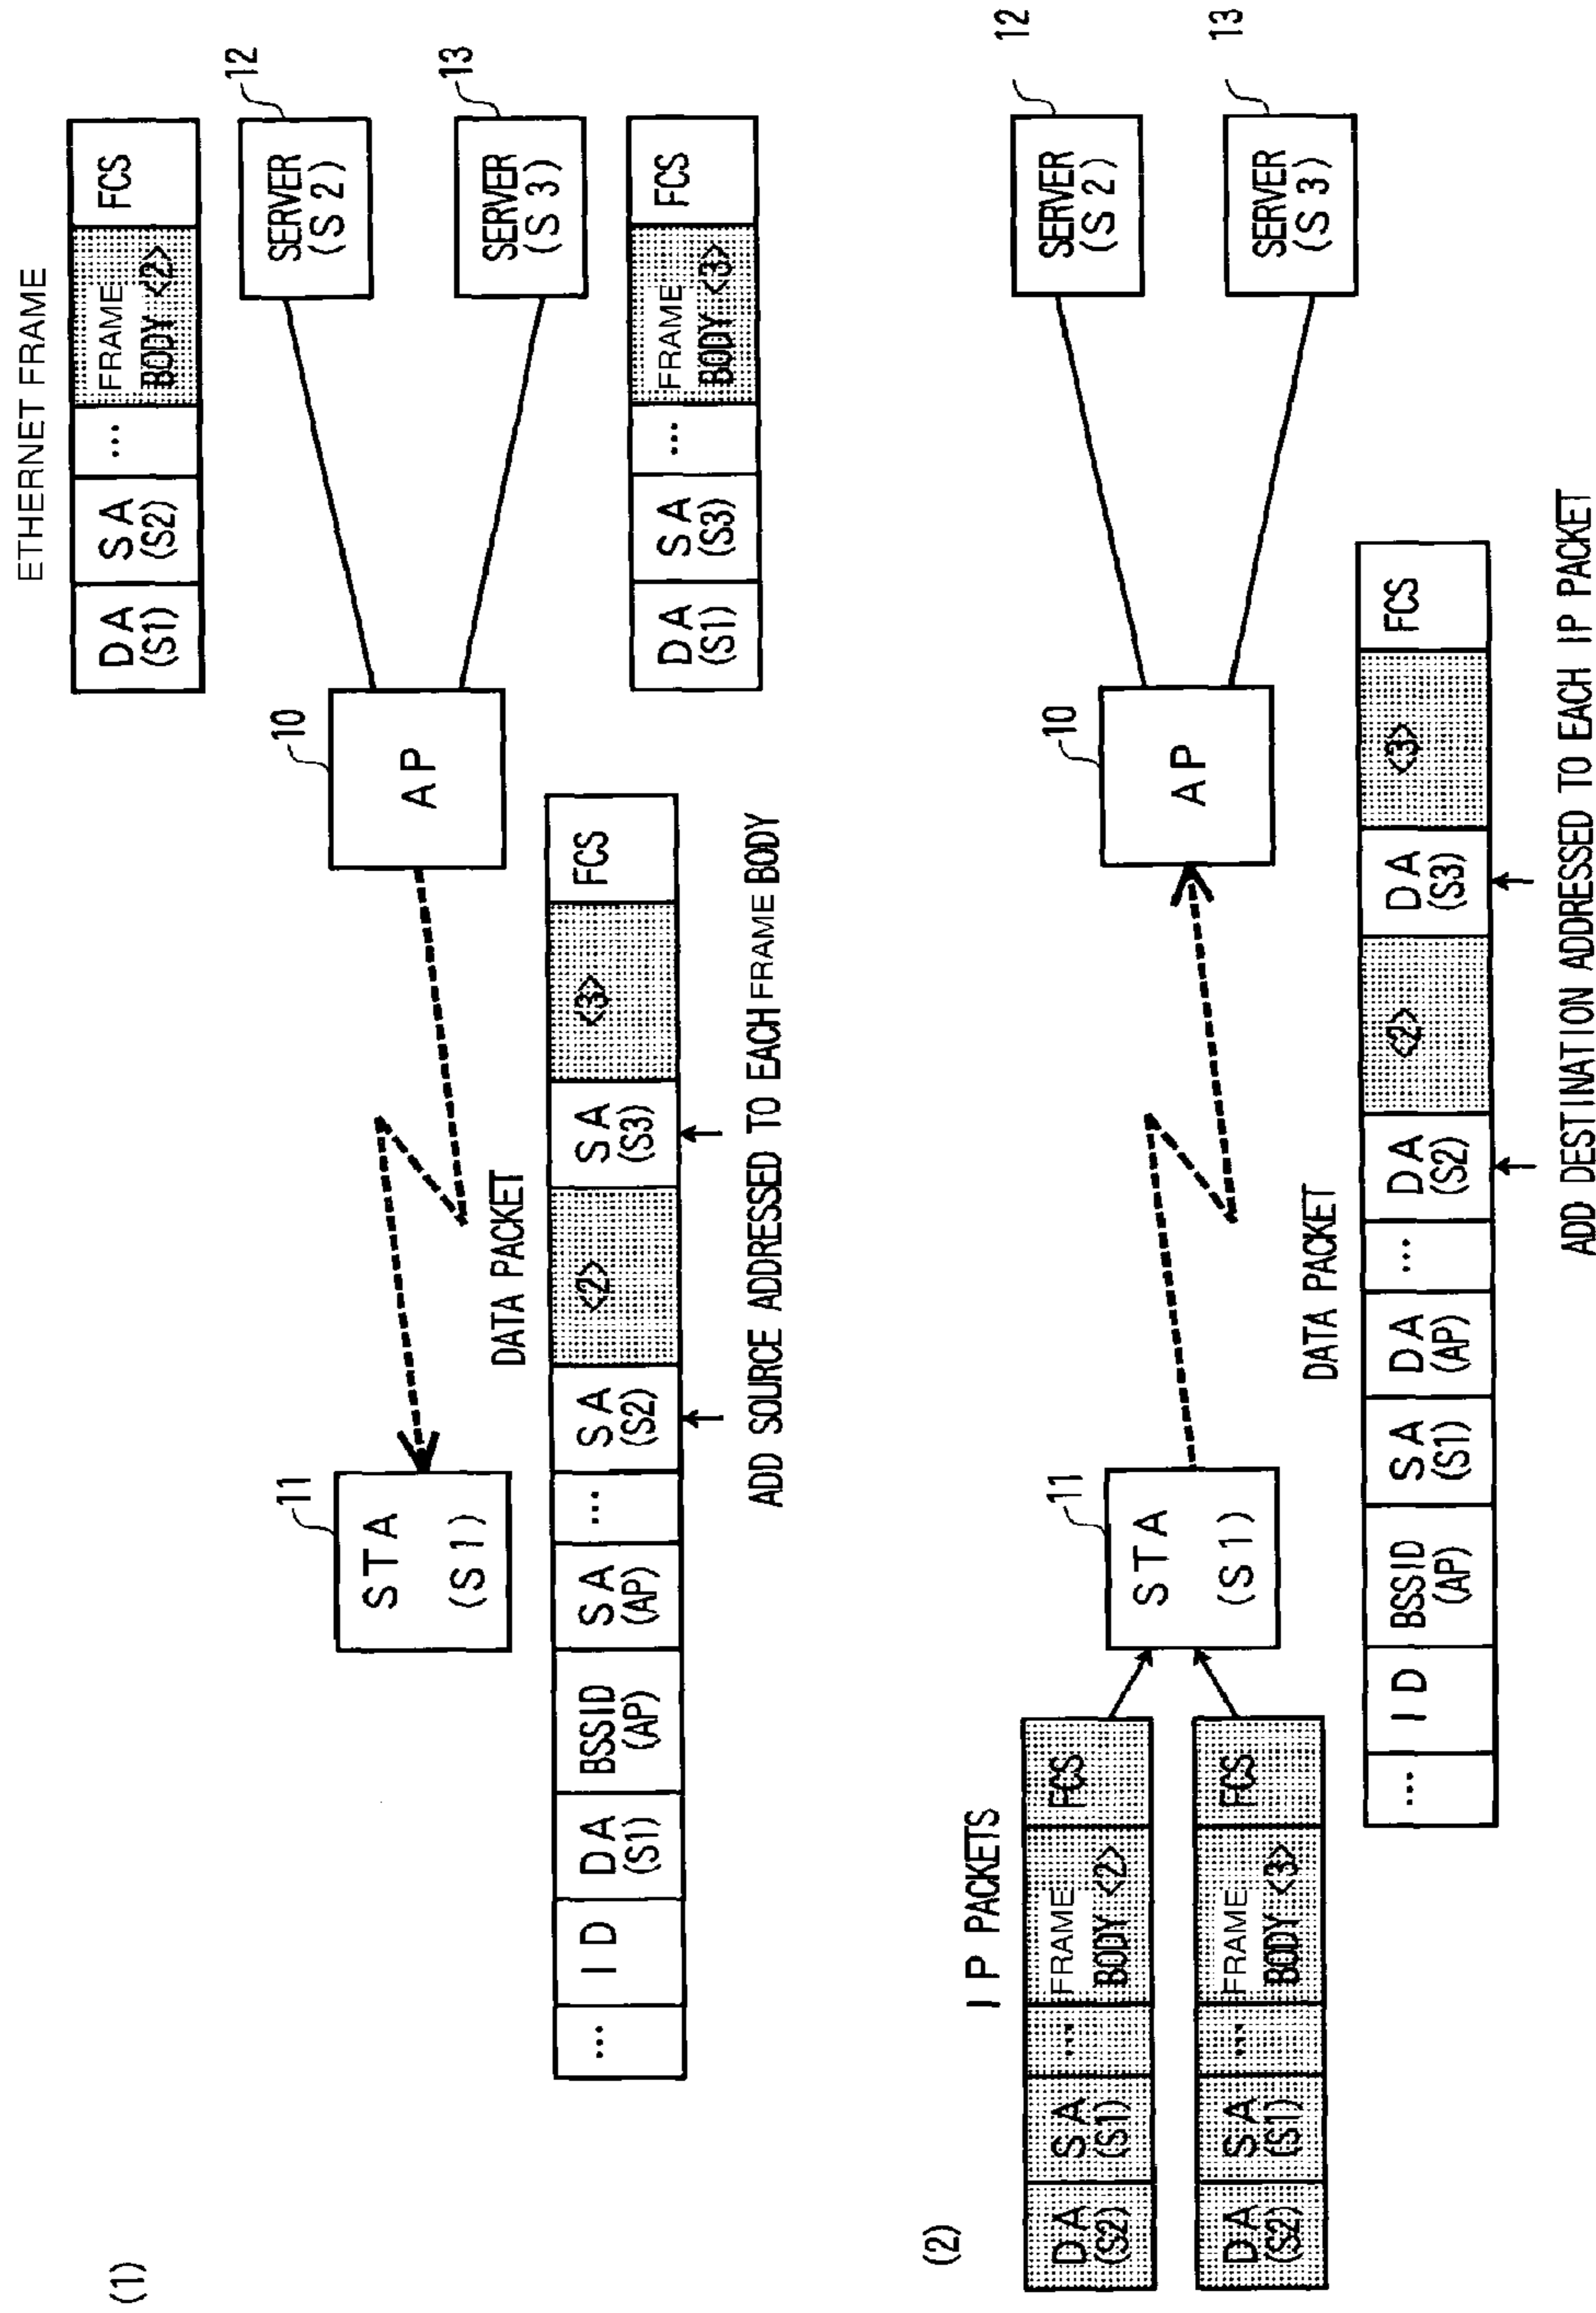 (1)
ETHERNET FRAME
DA (S1) SA (S2) ... FRAME BODY <2> FCS
SERVER (S2) 12
SERVER (S3) 13
DA (S1) SA (S3) ... FRAME BODY <3> FCS
STA (S1) 11
AP 10
DATA PACKET
... ID DA (S1) BSSID (AP) SA (AP) ... SA (S2) <2> SA (S3) <3> FCS
ADD SOURCE ADDRESSED TO EACH FRAME BODY
(2)
IP PACKETS
DA (S2) SA (S1) ... FRAME BODY <2> FCS
DA (S2) SA (S1) ... FRAME BODY <3> FCS
STA (S1) 11
AP 10
SERVER (S2) 12
SERVER (S3) 13
DATA PACKET
... ID BSSID (AP) SA (S1) DA (AP) ... DA (S2) <2> DA (S3) <3> FCS
ADD DESTINATION ADDRESSED TO EACH IP PACKET